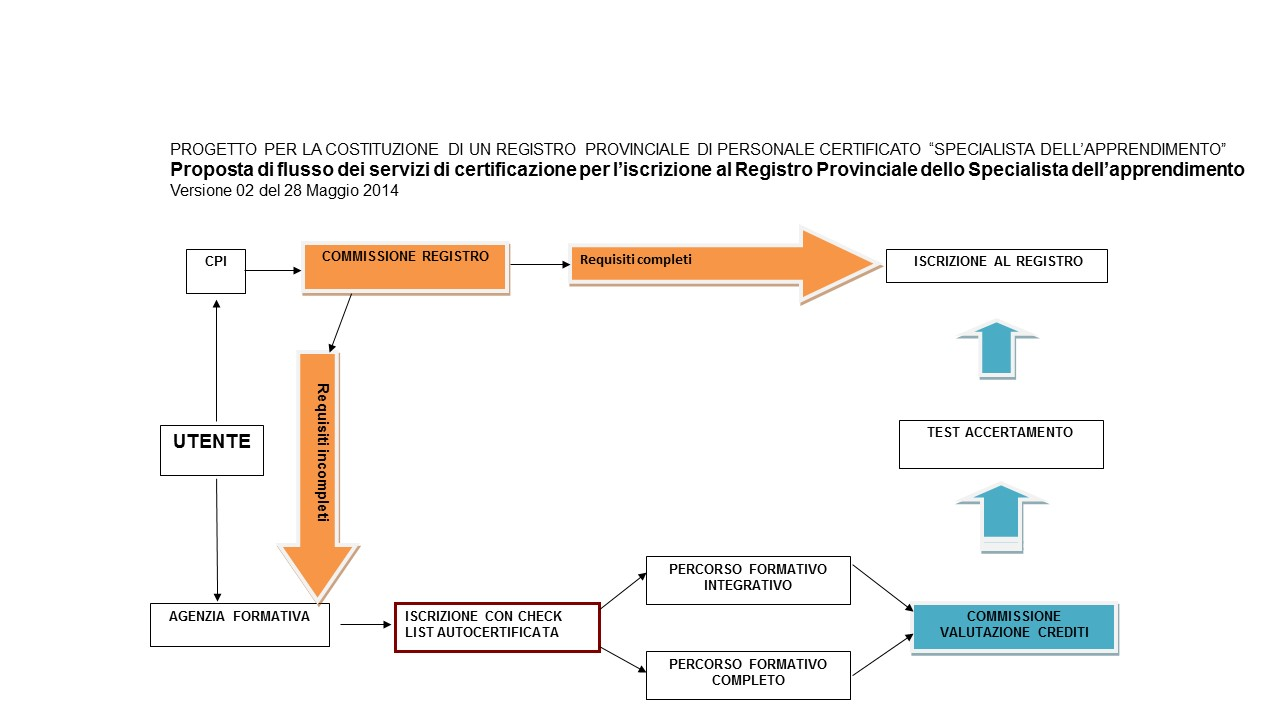 PROGETTO PER LA COSTITUZIONE DI UN REGISTRO PROVINCIALE DI PERSONALE CERTIFICATO “SPECIALISTA DELL’APPRENDIMENTO”
Proposta di flusso dei servizi di certificazione per l’iscrizione al Registro Provinciale dello Specialista dell’apprendimento
Versione 02 del 28 Maggio 2014
CPI
COMMISSIONE REGISTRO
Requisiti completi
ISCRIZIONE AL REGISTRO
Requisiti incompleti
UTENTE
TEST ACCERTAMENTO
AGENZIA FORMATIVA
ISCRIZIONE CON CHECK
LIST AUTOCERTIFICATA
PERCORSO FORMATIVO
INTEGRATIVO
PERCORSO FORMATIVO
COMPLETO
COMMISSIONE
VALUTAZIONE CREDITI